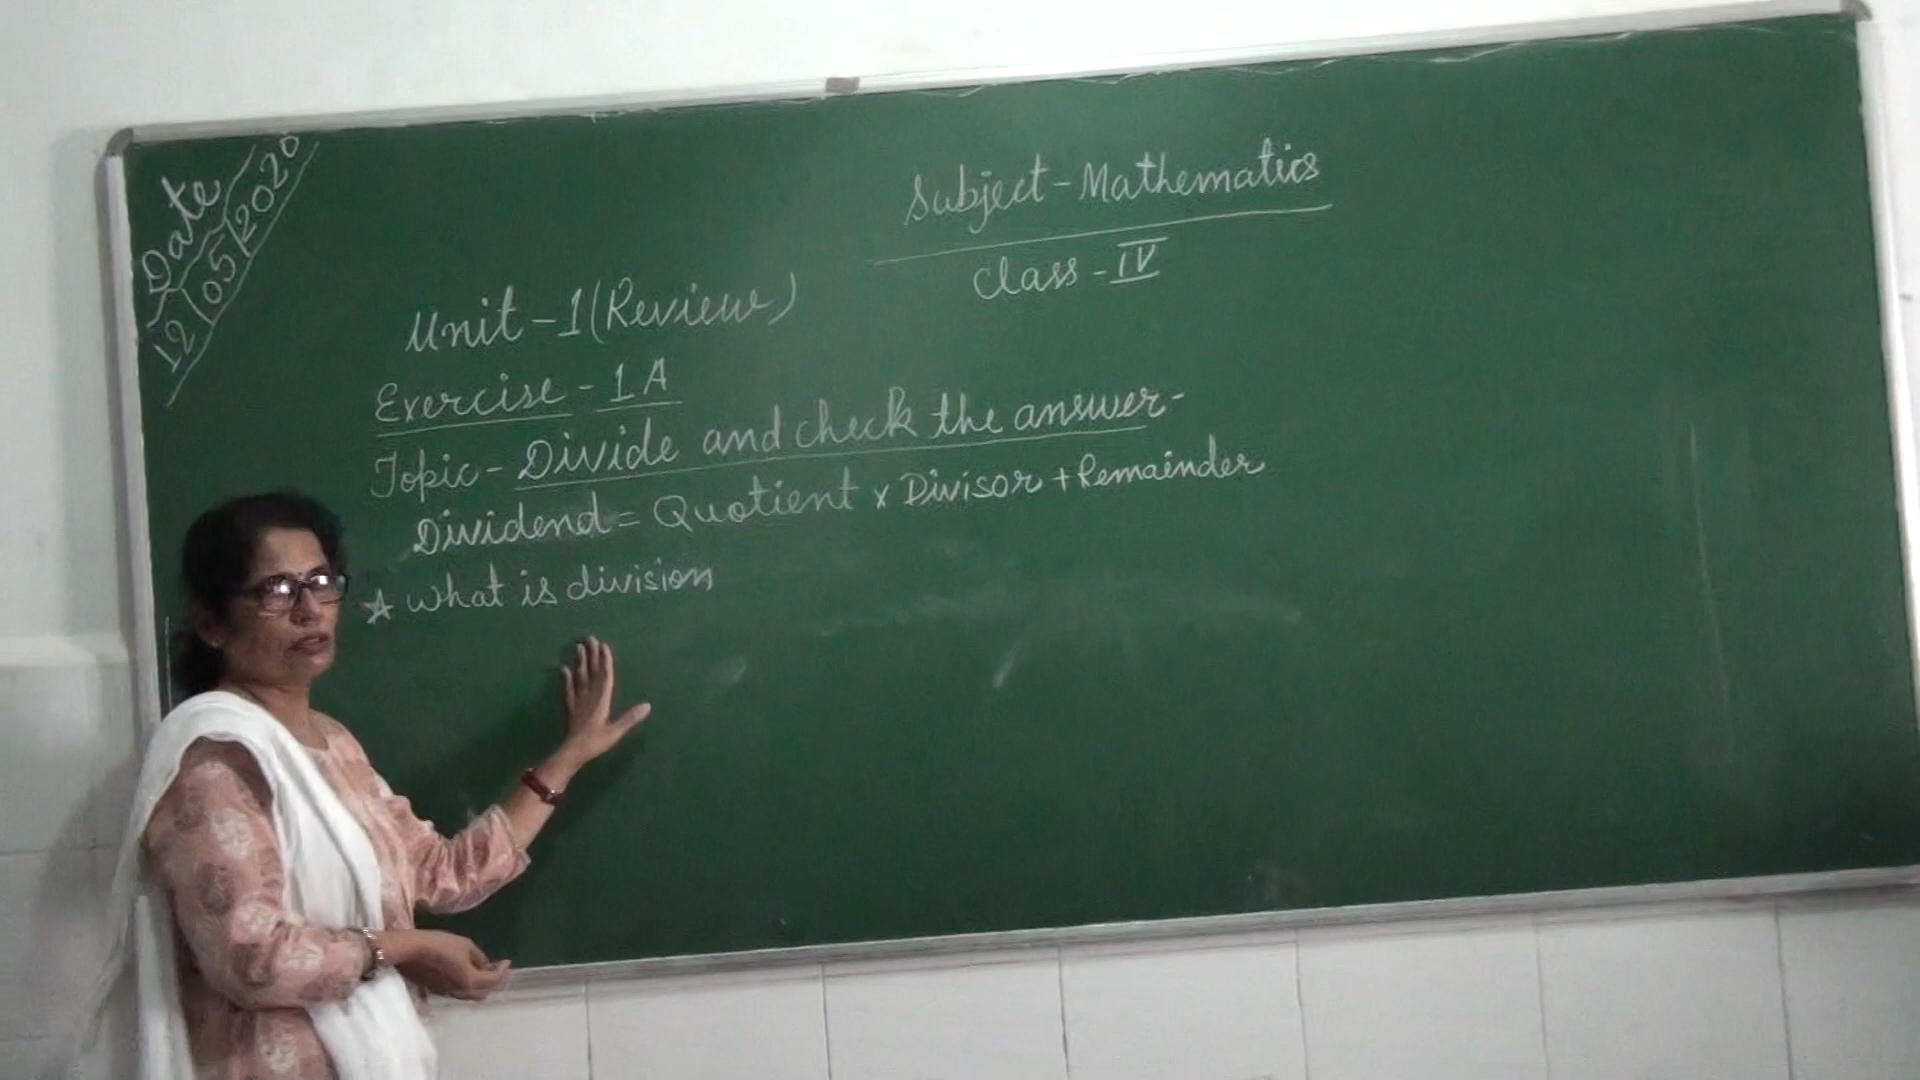 Date
12/05/2020
Subject-Mathematics
Class-IV
Unit-1(Review)
Exercise-1A
Topic-Divide and check the answer-
Dividend=Quotient x Divisor+Remainder
☆ What is division